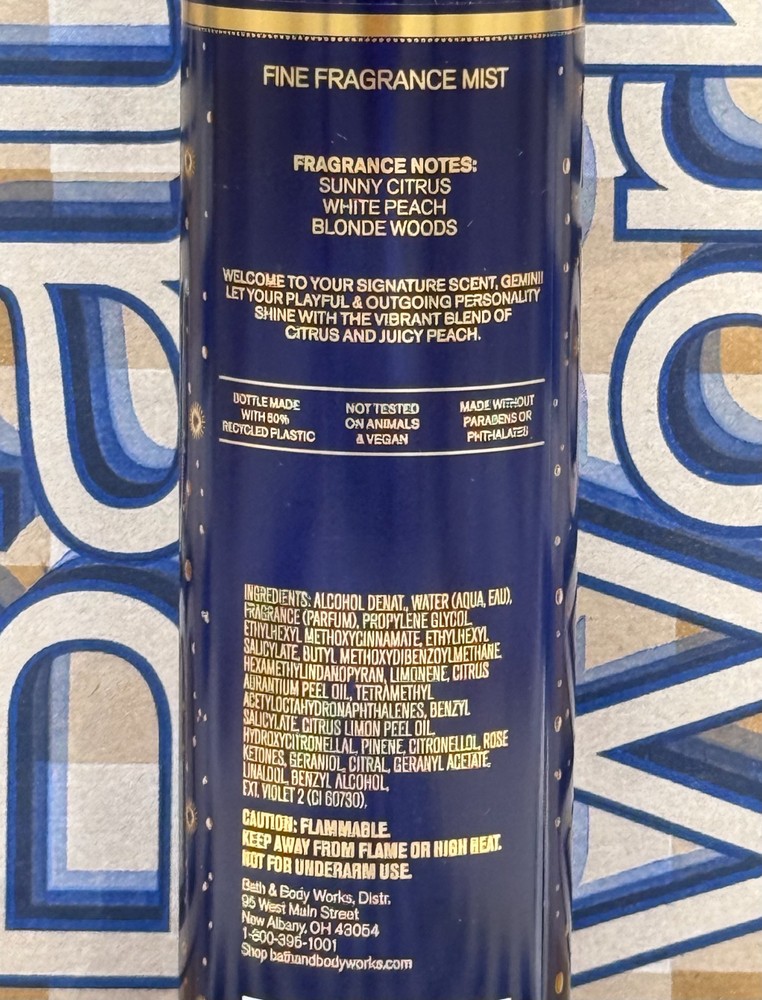 FINE FRAGRANCE MIST
FRAGRANCE NOTES:
SUNNY CITRUS
WHITE PEACH
BLONDE WOODS
WELCOME TO YOUR SIGNATURE SCENT, GEMINI!
LET YOUR PLAYFUL & OUTGOING PERSONALITY
SHINE WITH THE VIBRANT BLEND OF
CITRUS AND JUICY PEACH.
BOTTLE MADE
WITH 50%
RECYCLED PLASTIC
NOT TESTED
ON ANIMALS
& VEGAN
MADE WITHOUT
PARABENS OR
PHTHALATES
INGREDIENTS: ALCOHOL DENAT., WATER (AQUA, EAU),
FRAGRANCE (PARFUM), PROPYLENE GLYCOL,
ETHYLHEXYL METHOXYCINNAMATE, ETHYLHEXYL
SALICYLATE, BUTYL METHOXYDIBENZOYLMETHANE,
HEXAMETHYLINDANOPYRAN, LIMONENE, CITRUS
AURANTIUM PEEL OIL, TETRAMETHYL
ACETYLOCTAHYDRONAPHTHALENES, BENZYL
SALICYLATE, CITRUS LIMON PEEL OIL,
HYDROXYCITRONELLAL, PINENE, CITRONELLOL, ROSE
KETONES, GERANIOL, CITRAL, GERANYL ACETATE,
LINALOOL, BENZYL ALCOHOL,
EXT. VIOLET 2 (CI 60730).
CAUTION: FLAMMABLE.
KEEP AWAY FROM FLAME OR HIGH HEAT.
NOT FOR UNDERARM USE.
Bath & Body Works, Distr.
95 West Main Street
New Albany, OH 43054
1-800-395-1001
Shop bathandbodyworks.com